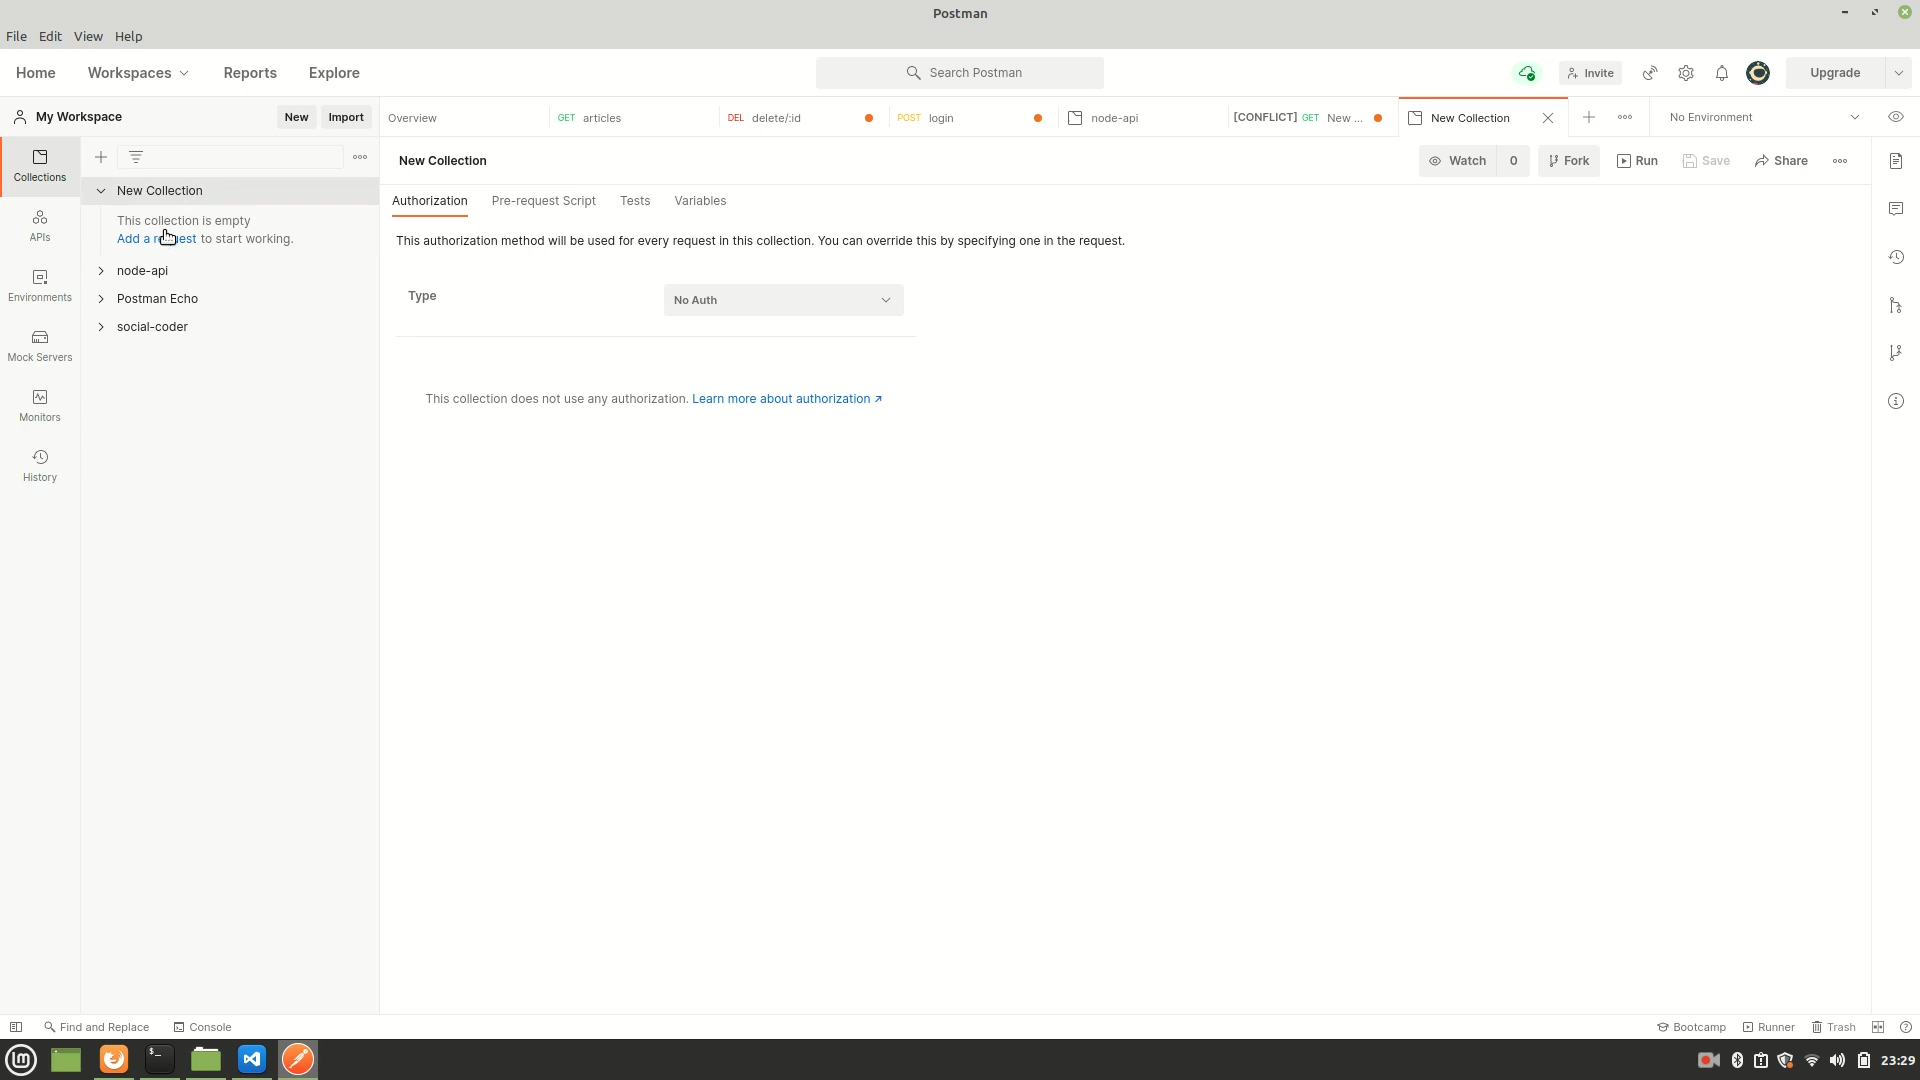 Postman
File Edit View Help
Home Workspaces Reports Explore Search Postman Invite Upgrade
My Workspace New Import Overview GET articles DEL delete/:id POST login node-api [CONFLICT] GET New ... New Collection No Environment
New Collection Watch 0 Fork Run Save Share
Collections
New Collection
Authorization Pre-request Script Tests Variables
This collection is empty
Add a request to start working.
APIs
This authorization method will be used for every request in this collection. You can override this by specifying one in the request.
node-api
Environments
Postman Echo
Type No Auth
social-coder
Mock Servers
This collection does not use any authorization. Learn more about authorization ↗
Monitors
History
Find and Replace Console Bootcamp Runner Trash
23:29